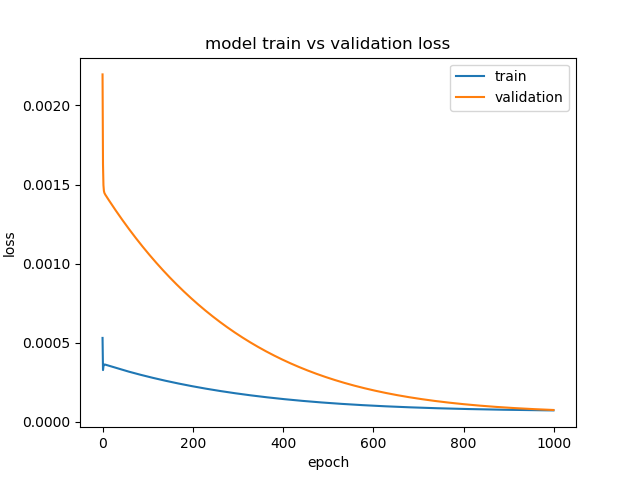 model train vs validation loss
train
validation
0.0020
0.0015
0.0010
0.0005
0.0000
loss
0 200 400 600 800 1000
epoch